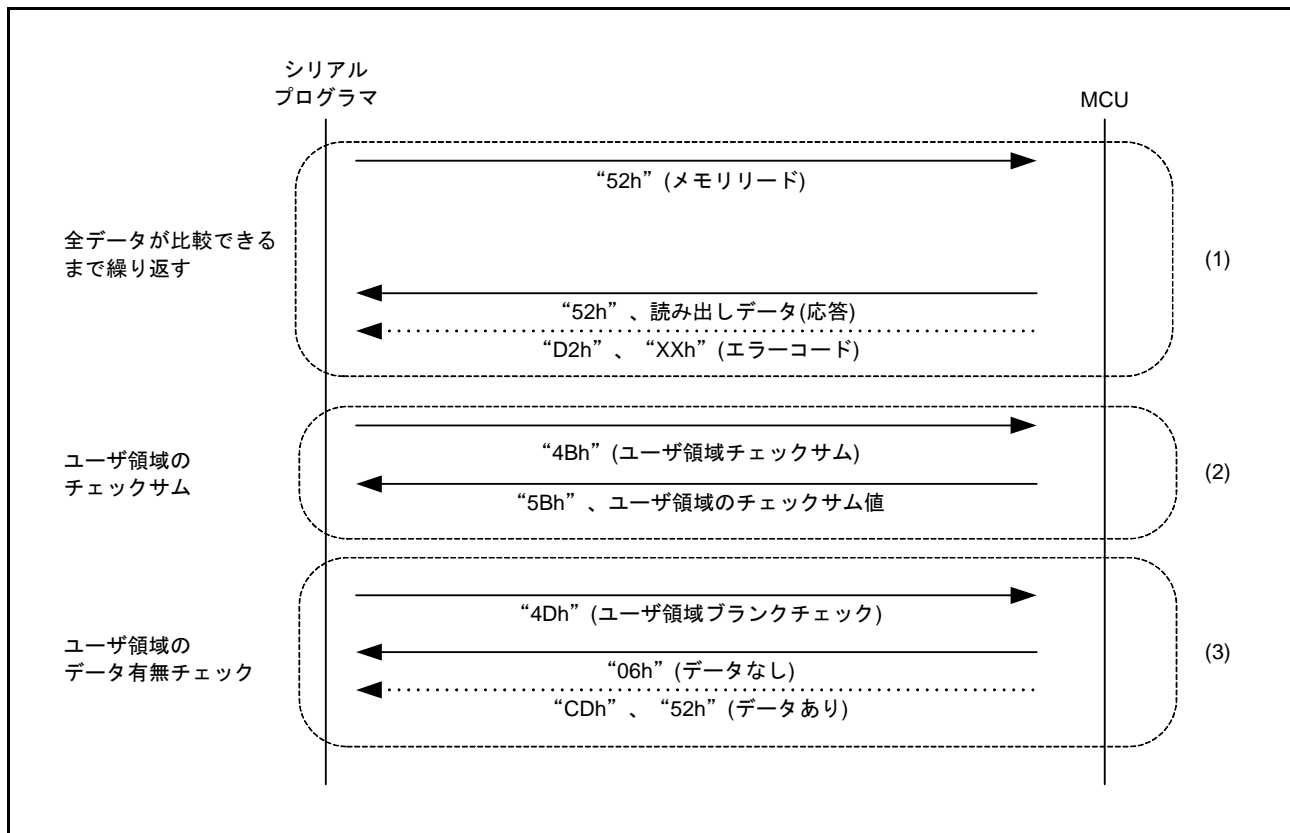 シリアル
プログラマ
MCU
“52h” (メモリリード)
全データが比較できる
まで繰り返す
(1)
“52h” 、読み出しデータ(応答)
“D2h” 、 “XXh” (エラーコード)
“4Bh” (ユーザ領域チェックサム)
ユーザ領域の
チェックサム
(2)
“5Bh” 、ユーザ領域のチェックサム値
“4Dh” (ユーザ領域ブランクチェック)
ユーザ領域の
データ有無チェック
(3)
“06h” (データなし)
“CDh” 、 “52h” (データあり)